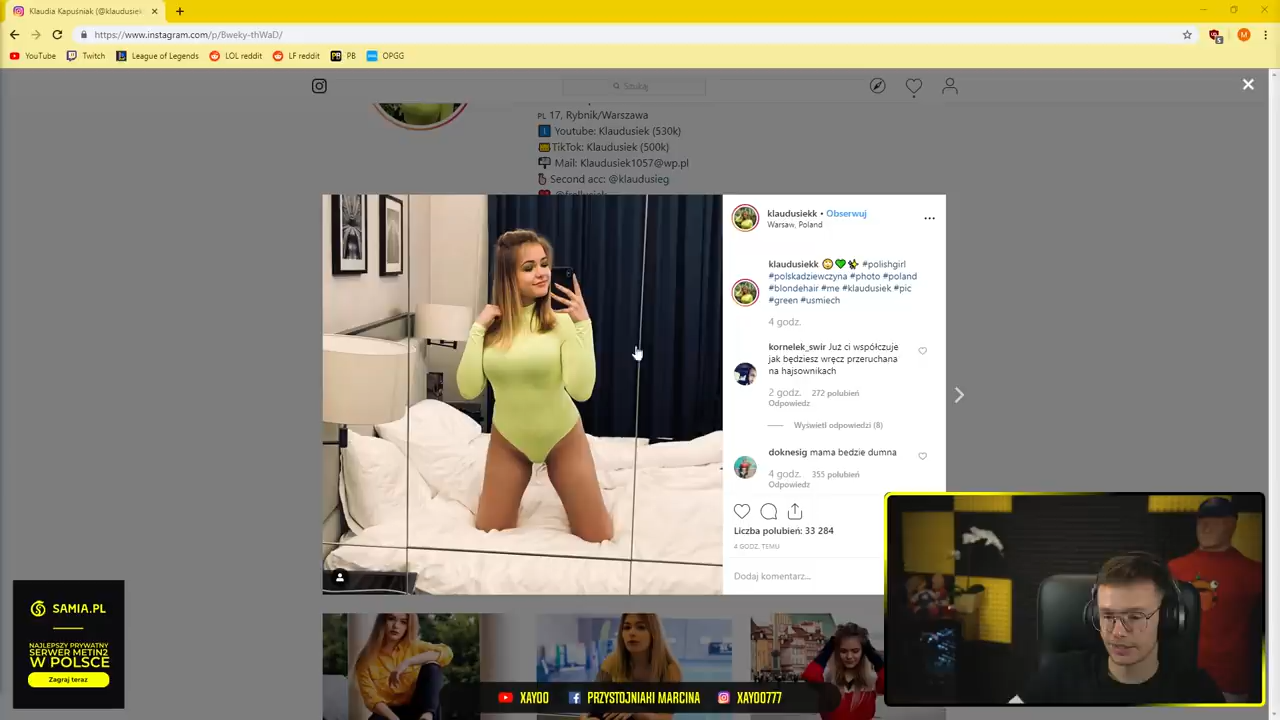 Klaudia Kapuśniak (@klaudusiek
https://www.instagram.com/p/Bweky-thWaD/
YouTube
Twitch
League of Legends
LOL reddit
LF reddit
PB
OPGG
Szukaj
PL 17, Rybnik/Warszawa
Youtube: Klaudusiek (530k)
TikTok: Klaudusiek (500k)
Mail: Klaudusiek1057@wp.pl
Second acc: @klaudusieg
klaudusiekk • Obserwuj
Warsaw, Poland
klaudusiekk #polishgirl
#polskadziewczyna #photo #poland
#blondehair #me #klaudusiek #pic
#green #usmiech
4 godz.
kornelek_swir Już ci współczuje
jak będziesz wręcz przeruchana
na hajsownikach
2 godz. 272 polubień
Odpowiedz
Wyświetl odpowiedzi (8)
doknesig mama bedzie dumna
4 godz. 355 polubień
Odpowiedz
Liczba polubień: 33 284
4 GODZ. TEMU
Dodaj komentarz...
SAMIA.PL
NAJLEPSZY PRYWATNY
SERWER METIN2
W POLSCE
Zagraj teraz
XAYOO
PRZYSTOJNIAKI MARCINA
XAYOO777